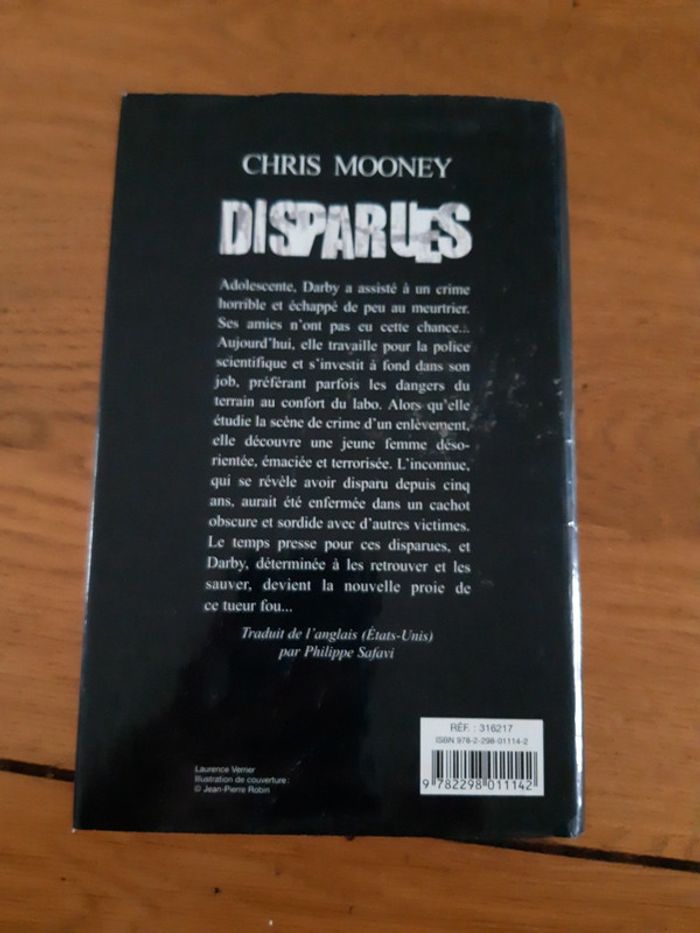 CHRIS MOONEY
DISPARUES
Adolescente, Darby a assisté à un crime
horrible et échappé de peu au meurtrier.
Ses amies n'ont pas eu cette chance...
Aujourd'hui, elle travaille pour la police
scientifique et s'investit à fond dans son
job, préférant parfois les dangers du
terrain au confort du labo. Alors qu'elle
étudie la scène de crime d'un enlèvement,
elle découvre une jeune femme déso-
rientée, émaciée et terrorisée. L'inconnue,
qui se révèle avoir disparu depuis cinq
ans, aurait été enfermée dans un cachot
obscure et sordide avec d'autres victimes.
Le temps presse pour ces disparues, et
Darby, déterminée à les retrouver et les
sauver, devient la nouvelle proie de
ce tueur fou...
Traduit de l'anglais (États-Unis)
par Philippe Safavi
RÉF. : 316217
ISBN 978-2-298-01114-2
9 782298 011142
Laurence Verrier
Illustration de couverture :
© Jean-Pierre Robin